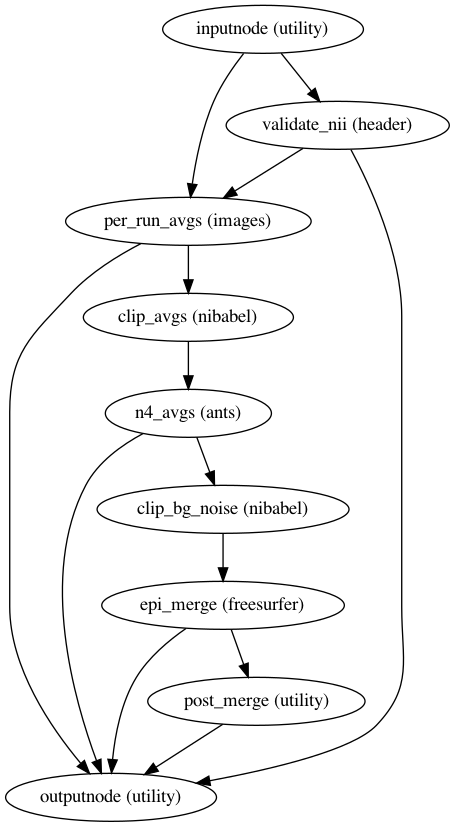 inputnode (utility)
validate_nii (header)
per_run_avgs (images)
clip_avgs (nibabel)
n4_avgs (ants)
clip_bg_noise (nibabel)
epi_merge (freesurfer)
post_merge (utility)
outputnode (utility)